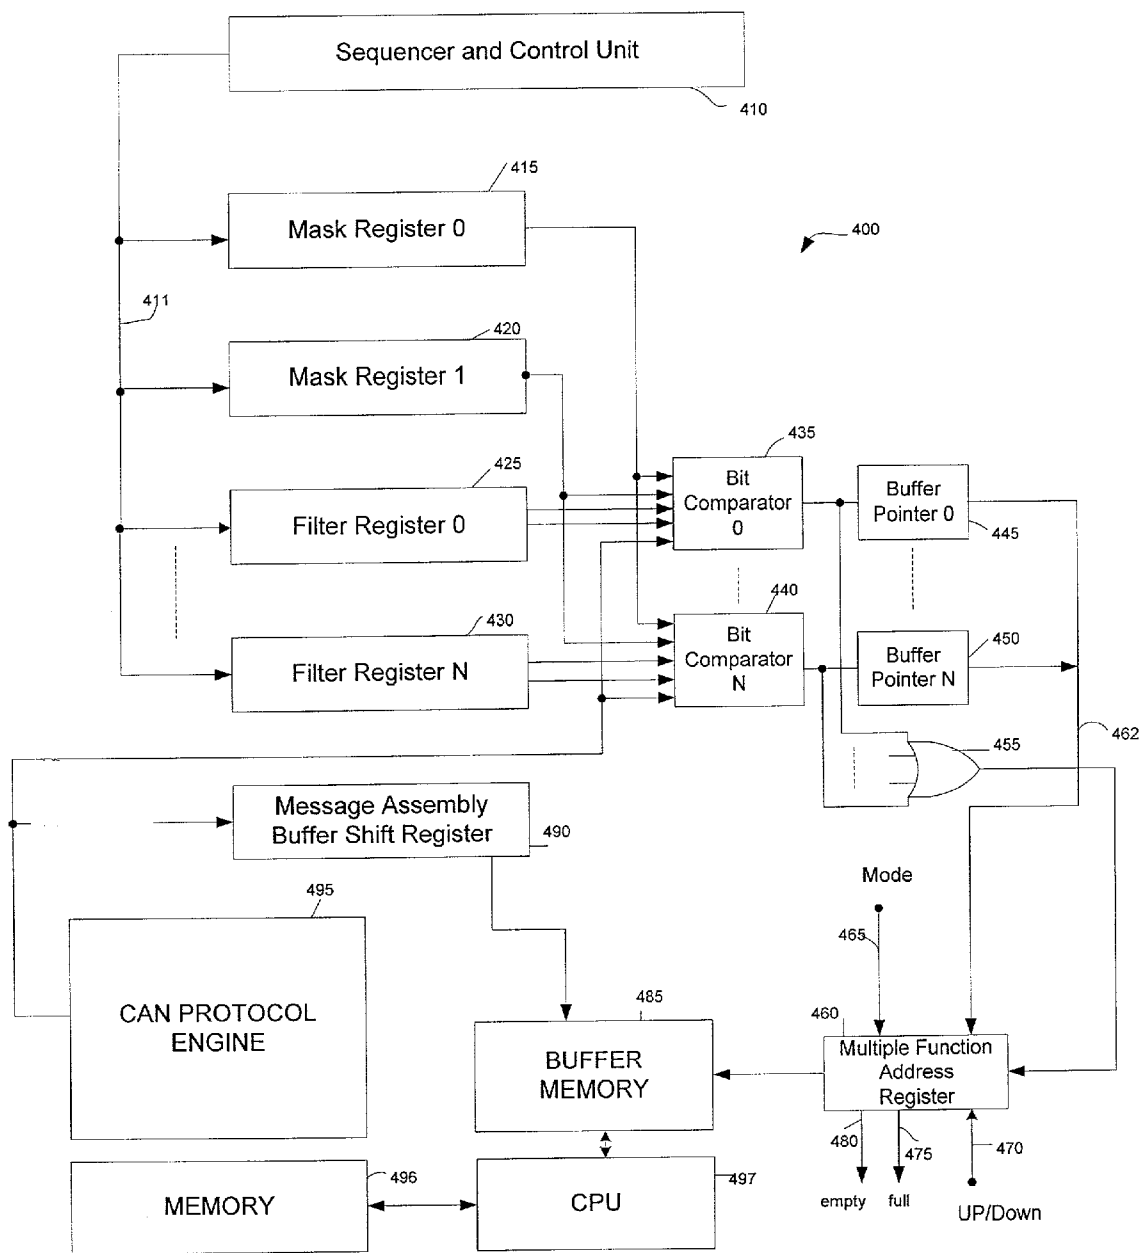 Sequencer and Control Unit
410
415
Mask Register 0
400
411
420
Mask Register 1
435
425
Bit
Comparator
0
Buffer
Pointer 0
445
Filter Register 0
440
430
Bit
Comparator
N
450
Buffer
Pointer N
Filter Register N
462
455
Message Assembly
Buffer Shift Register
490
Mode
495
465
CAN PROTOCOL
ENGINE
485
460
BUFFER
MEMORY
Multiple Function
Address
Register
480
475
470
496
497
MEMORY
CPU
empty
full
UP/Down